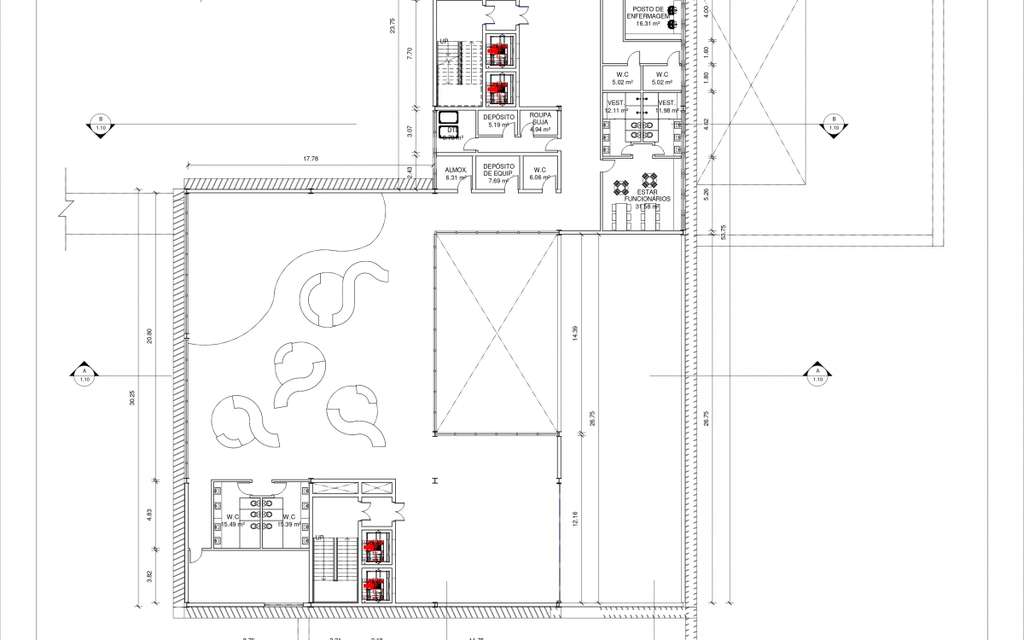 POSTO DE
ENFERMAGEM
16.31 m²
4.00
23.75
UP
7.70
1.60
1.80
W.C
5.02 m²
W.C
5.02 m²
VEST.
12.11 m²
VEST.
11.98 m²
DEPÓSITO
5.19 m²
ROUPA
SUJA
4.94 m²
3.07
4.62
B
1.10
B
1.10
17.78
2.43
ALMOX.
6.31 m²
DEPÓSITO
DE EQUIP.
7.69 m²
W.C
6.06 m²
ESTAR
FUNCIONÁRIOS
31.58 m²
5.26
53.75
20.80
14.39
30.25
A
1.10
A
1.10
26.75
26.75
W.C
15.49 m²
W.C
15.39 m²
4.83
12.16
UP
3.82